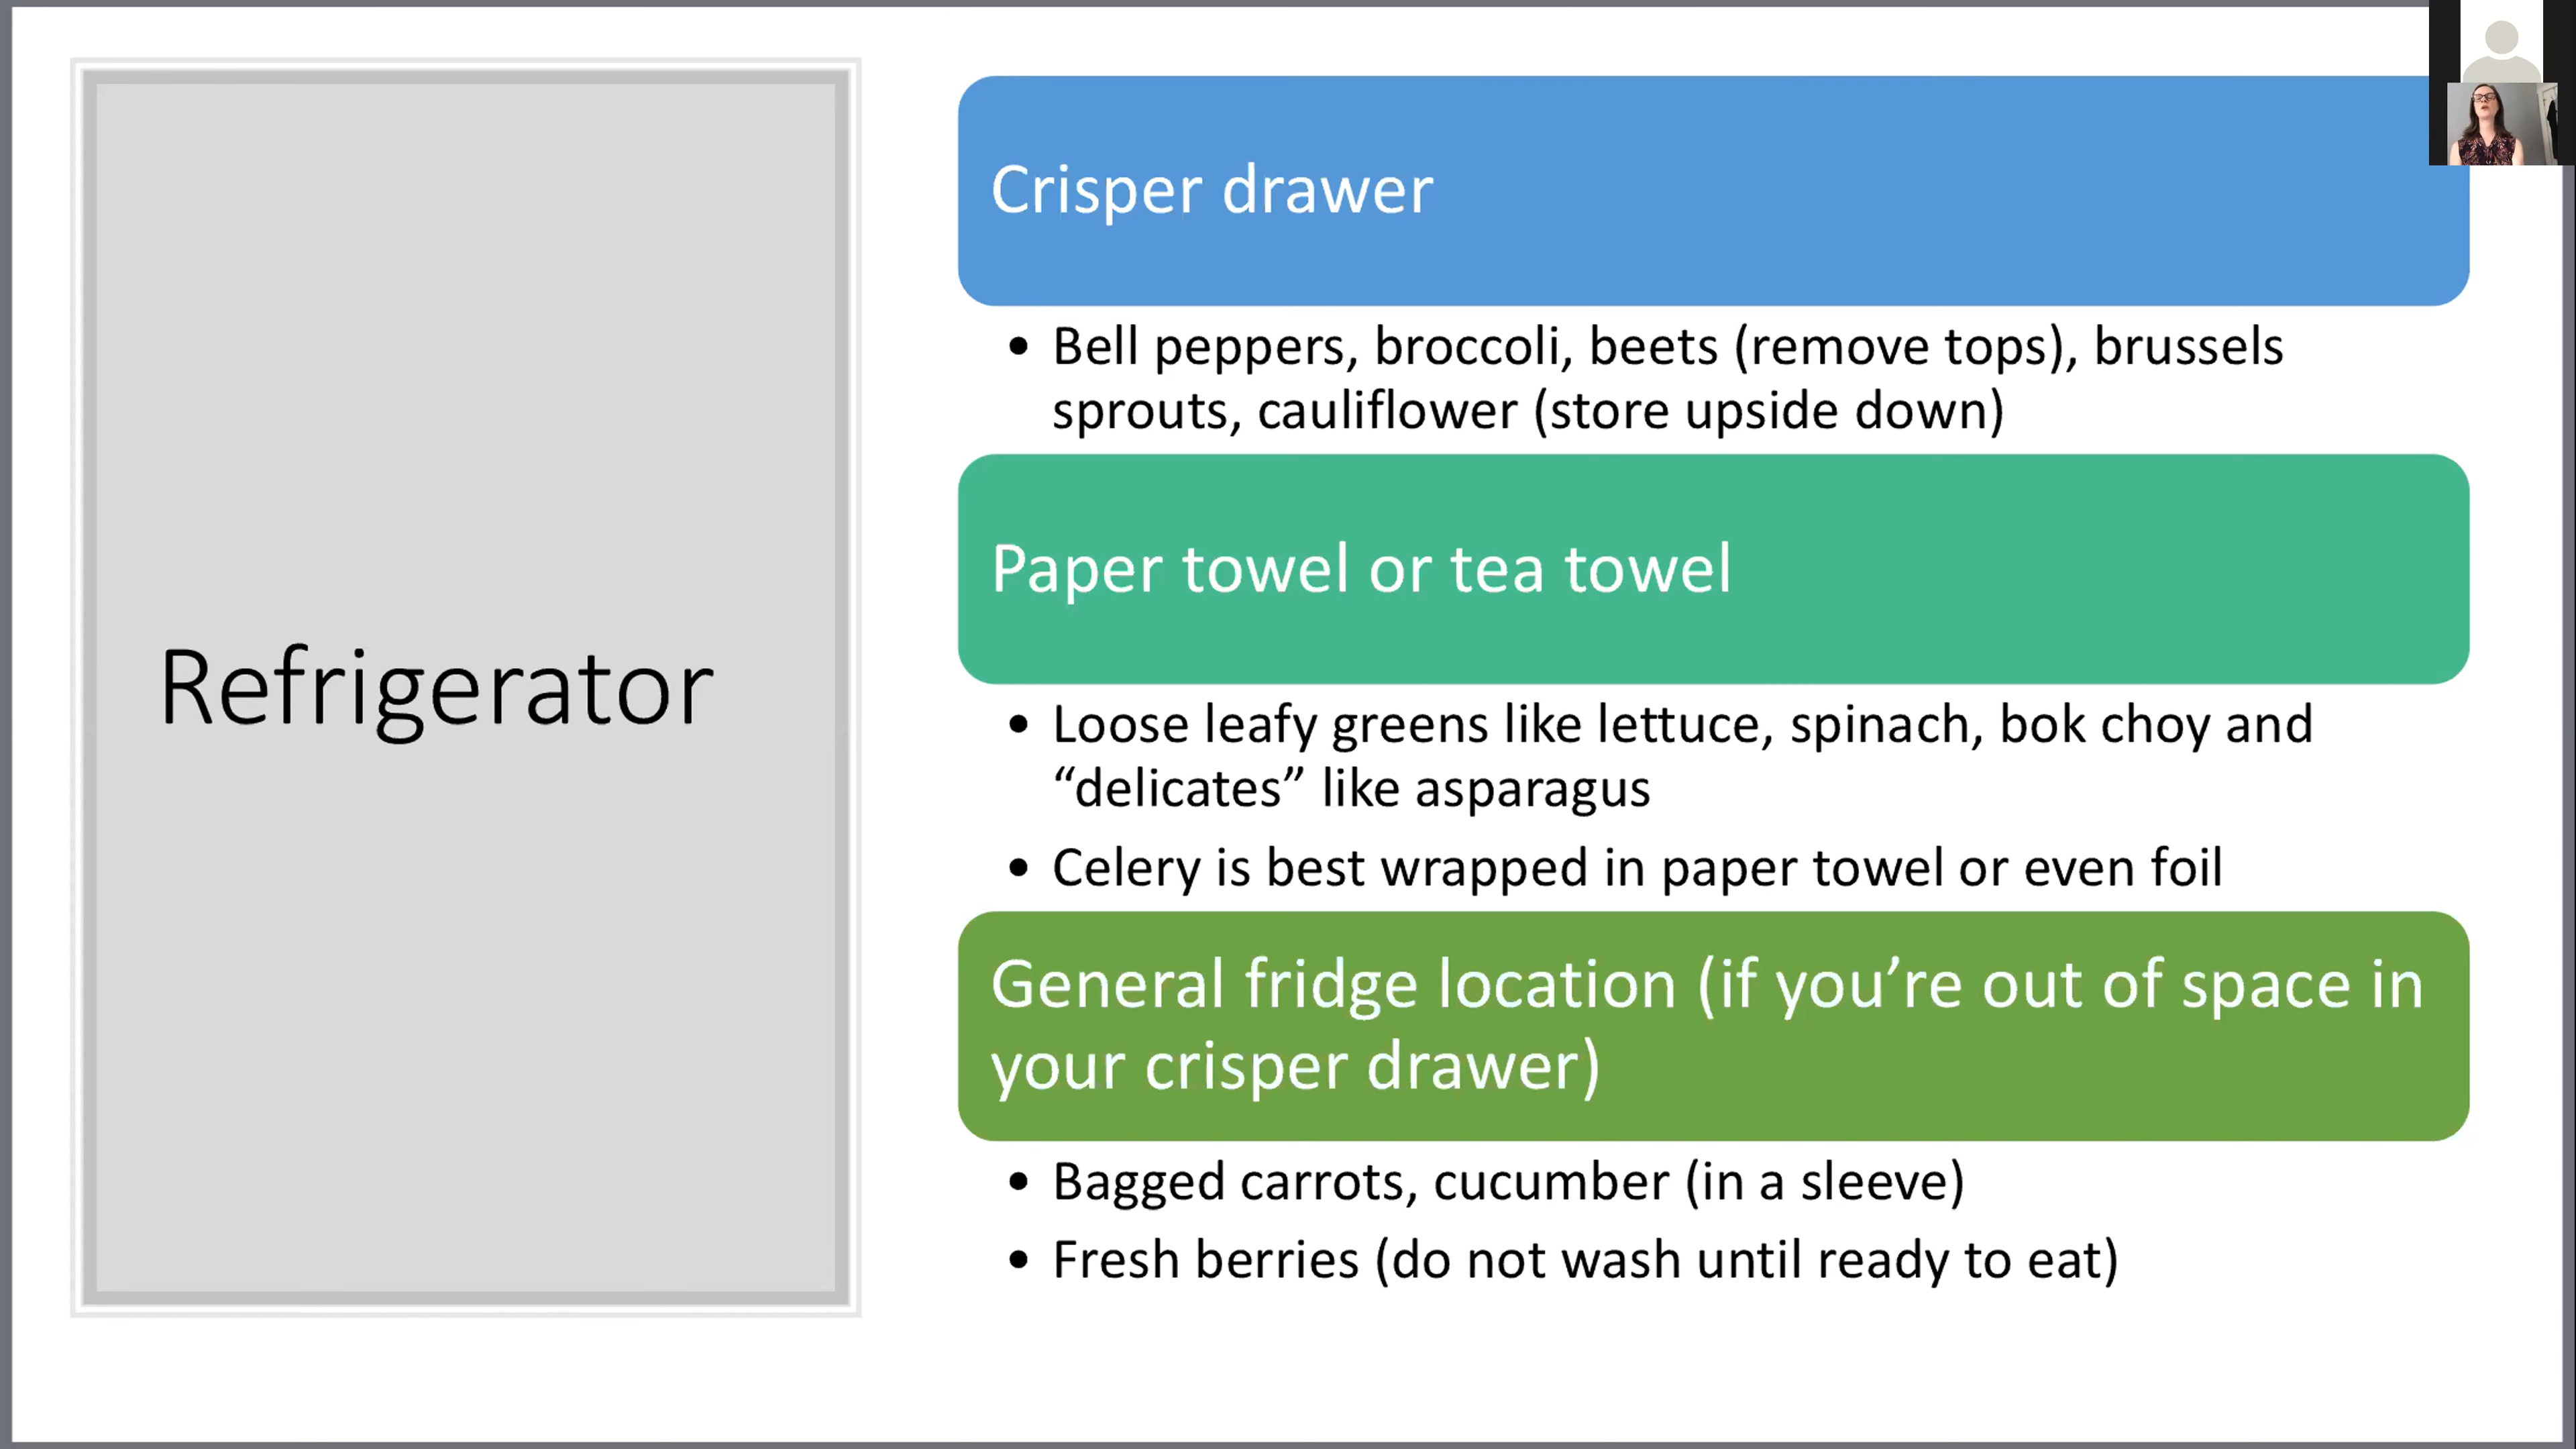 Refrigerator
Crisper drawer
• Bell peppers, broccoli, beets (remove tops), brussels
sprouts, cauliflower (store upside down)
Paper towel or tea towel
• Loose leafy greens like lettuce, spinach, bok choy and
“delicates” like asparagus
• Celery is best wrapped in paper towel or even foil
General fridge location (if you’re out of space in
your crisper drawer)
• Bagged carrots, cucumber (in a sleeve)
• Fresh berries (do not wash until ready to eat)